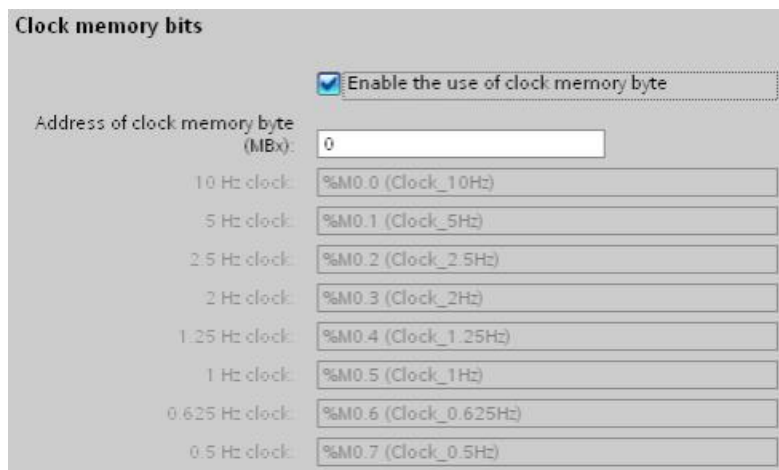 Clock memory bits
Enable the use of clock memory byte
Address of clock memory byte
(MBx): 0
10 Hz clock: %M0.0 (Clock_10Hz)
5 Hz clock: %M0.1 (Clock_5Hz)
2.5 Hz clock: %M0.2 (Clock_2.5Hz)
2 Hz clock: %M0.3 (Clock_2Hz)
1.25 Hz clock: %M0.4 (Clock_1.25Hz)
1 Hz clock: %M0.5 (Clock_1Hz)
0.625 Hz clock: %M0.6 (Clock_0.625Hz)
0.5 Hz clock: %M0.7 (Clock_0.5Hz)